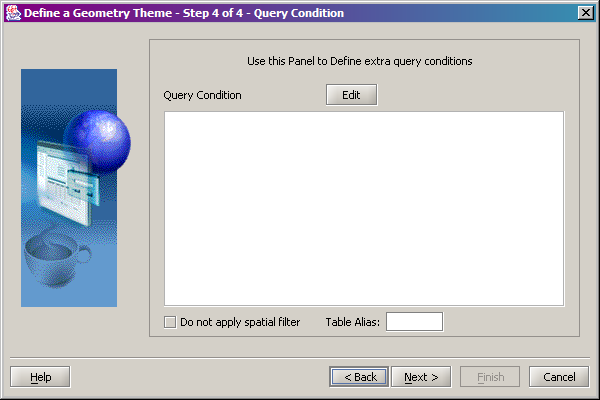 Define a Geometry Theme - Step 4 of 4 - Query Condition
Use this Panel to Define extra query conditions
Query Condition Edit
Do not apply spatial filter Table Alias:
Help < Back Next > Finish Cancel